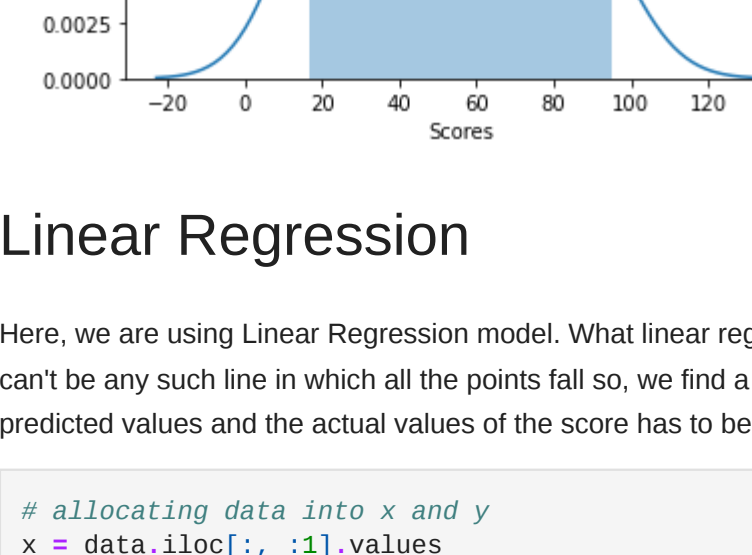 0.0025
0.0000
−20 0 20 40 60 80 100 120
Scores
Linear Regression
Here, we are using Linear Regression model. What linear reg
can't be any such line in which all the points fall so, we find a
predicted values and the actual values of the score has to be
# allocating data into x and y
x = data.iloc[:, :1].values